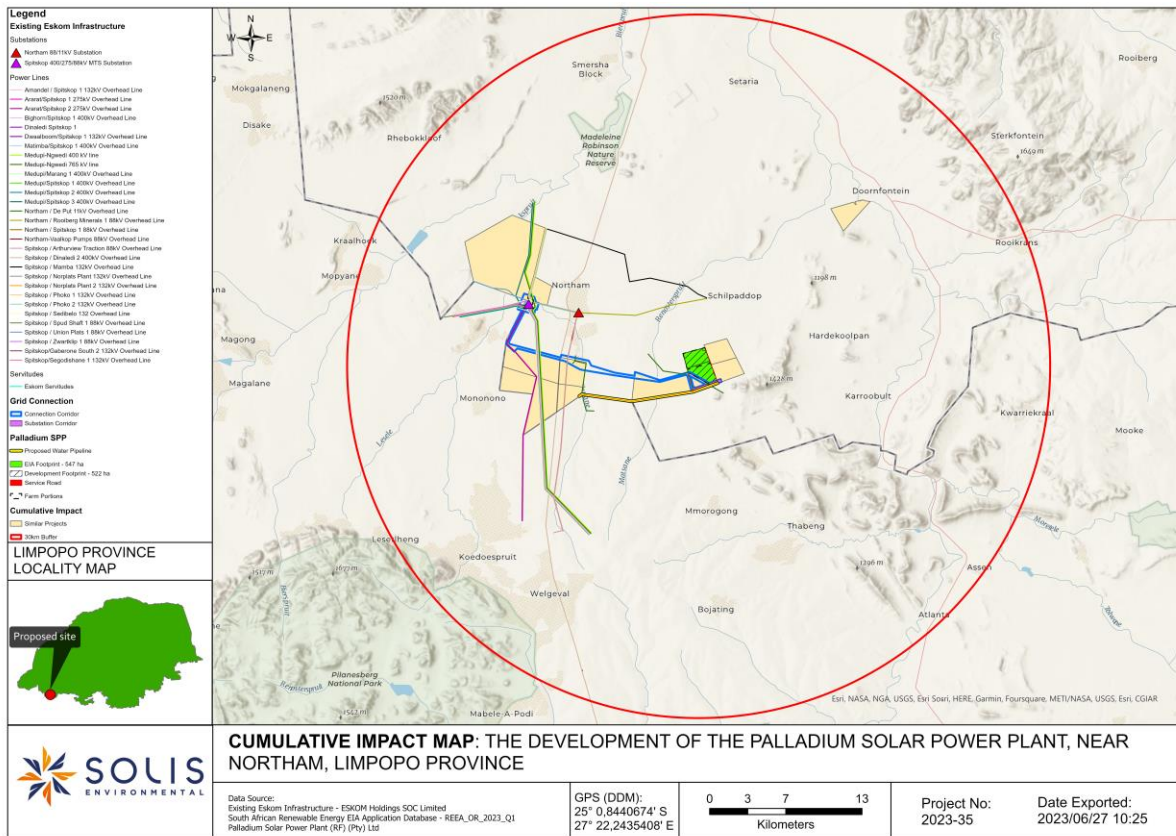 Legend
Existing Eskom Infrastructure
Substations
Northam 88/11kV Substation
Spitskop 400/275/88kV MTS Substation
Power Lines
Amandel / Spitskop 1 132kV Overhead Line
Ararat/Spitskop 1 275kV Overhead Line
Ararat/Spitskop 2 275kV Overhead Line
Bighorn/Spitskop 1 400kV Overhead Line
Dinaledi Spitskop 1
Dwaalboom/Spitskop 1 132kV Overhead Line
Matimba/Spitskop 1 400kV Overhead Line
Medupi-Ngwedi 400 kV line
Medupi-Ngwedi 765 kV line
Medupi/Marang 1 400kV Overhead Line
Medupi/Spitskop 1 400kV Overhead Line
Medupi/Spitskop 2 400kV Overhead Line
Medupi/Spitskop 3 400kV Overhead Line
Northam / De Put 11kV Overhead Line
Northam / Rooiberg Minerals 1 88kV Overhead Line
Northam / Spitskop 1 88kV Overhead Line
Northam-Vaalkop Pumps 88kV Overhead Line
Spitskop / Arthurview Traction 88kV Overhead Line
Spitskop / Dinaledi 2 400kV Overhead Line
Spitskop / Mamba 132kV Overhead Line
Spitskop / Norplats Plant 132kV Overhead Line
Spitskop / Norplats Plant 2 132kV Overhead Line
Spitskop / Phoko 1 132kV Overhead Line
Spitskop / Phoko 2 132kV Overhead Line
Spitskop / Sedibelo 132 Overhead Line
Spitskop / Spud Shaft 1 88kV Overhead Line
Spitskop / Union Plats 1 88kV Overhead Line
Spitskop / Zwartklip 1 88kV Overhead Line
Spitskop/Gaborone South 2 132kV Overhead Line
Spitskop/Segodishane 1 132kV Overhead Line
Servitudes
Eskom Servitudes
Grid Connection
Connection Corridor
Substation Corridor
Palladium SPP
Proposed Water Pipeline
EIA Footprint - 547 ha
Development Footprint - 522 ha
Service Road
Farm Portions
Cumulative Impact
Similar Projects
30km Buffer
LIMPOPO PROVINCE
LOCALITY MAP
Proposed site
N
W E
S
Smersha
Block
Setaria
Rooiberg
Mokgalaneng
1520 m
Disake
Rhebokkloof
Madeleine
Robinson
Nature
Reserve
Sterkfontein
1649 m
Doornfontein
Kraalhoek
Rooikrans
Mopyane
Northam
1198 m
Schilpaddop
Magong
Hardekoolpan
Magalane
Mononono
1428 m
Karroobult
Kwarriekraal
Mooke
Lesele
Motsane
Mmorogong
Thabeng
Leselheng
Koedoespruit
1517 m
1671 m
1296 m
Assen
Welgeval
Bojating
Atlanta
Pilanesberg
National Park
1542 m
Mabele-A-Podi
Esri, NASA, NGA, USGS, Esri Sowri, HERE, Garmin, Foursquare, METI/NASA, USGS, Esri, CGIAR
SOLIS
ENVIRONMENTAL
CUMULATIVE IMPACT MAP: THE DEVELOPMENT OF THE PALLADIUM SOLAR POWER PLANT, NEAR
NORTHAM, LIMPOPO PROVINCE
Data Source:
Existing Eskom Infrastructure - ESKOM Holdings SOC Limited
South African Renewable Energy EIA Application Database - REEA_OR_2023_Q1
Palladium Solar Power Plant (RF) (Pty) Ltd
GPS (DDM):
25° 0,8440674' S
27° 22,2435408' E
0 3 7 13
Kilometers
Project No:
2023-35
Date Exported:
2023/06/27 10:25